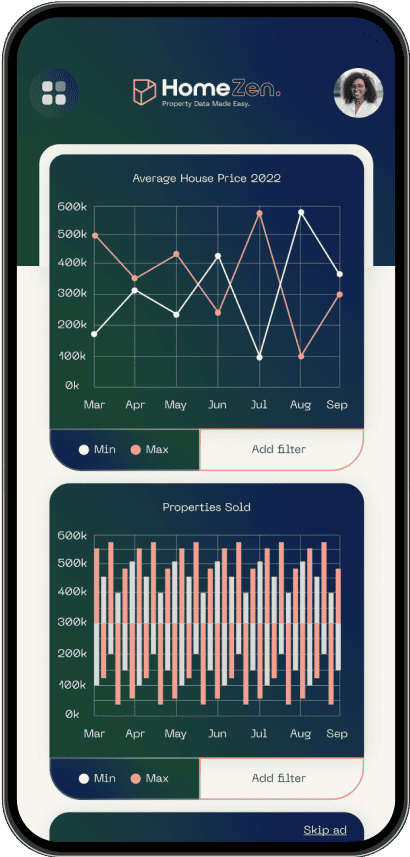 HomeZen.
Property Data Made Easy.
Average House Price 2022
600k
500k
400k
300k
200k
100k
0k
Mar Apr May Jun Jul Aug Sep
Min Max Add filter
Properties Sold
600k
500k
400k
300k
200k
100k
0k
Mar Apr May Jun Jul Aug Sep
Min Max Add filter
Skip ad